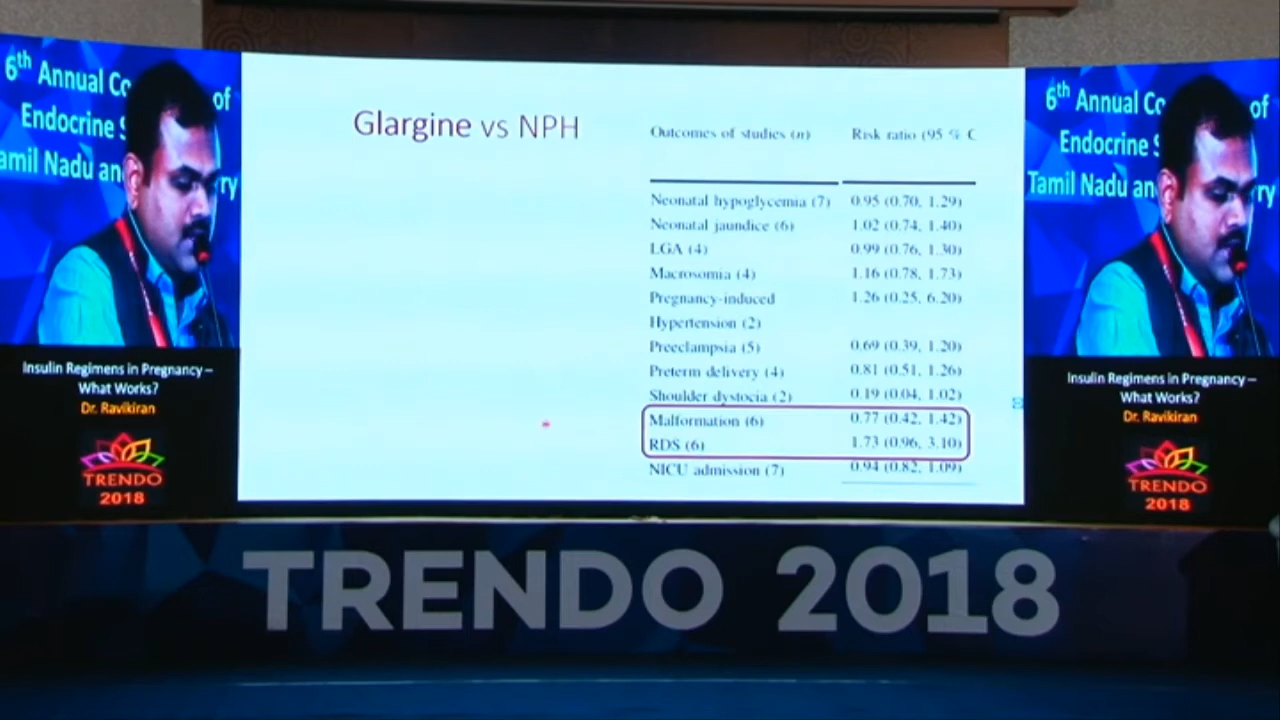 6th Annual Co of
Endocrine S
amil Nadu an ry
Insulin Regimens in Pregnancy –
What Works?
Dr. Ravikiran
TRENDO
2018
Glargine vs NPH
Outcomes of studies (n) Risk ratio (95 % C
Neonatal hypoglycemia (7) 0.95 (0.70, 1.29)
Neonatal jaundice (6) 1.02 (0.74, 1.40)
LGA (4) 0.99 (0.76, 1.30)
Macrosomia (4) 1.16 (0.78, 1.73)
Pregnancy-induced 1.26 (0.25, 6.20)
Hypertension (2)
Preeclampsia (5) 0.69 (0.39, 1.20)
Preterm delivery (4) 0.81 (0.51, 1.26)
Shoulder dystocia (2) 0.19 (0.04, 1.02)
Malformation (6) 0.77 (0.42, 1.42)
RDS (6) 1.73 (0.96, 3.10)
NICU admission (7) 0.94 (0.82, 1.09)
6th Annual Co of
Endocrine S
Tamil Nadu an ry
Insulin Regimens in Pregnancy –
What Works?
Dr. Ravikiran
TRENDO
2018
TRENDO 2018